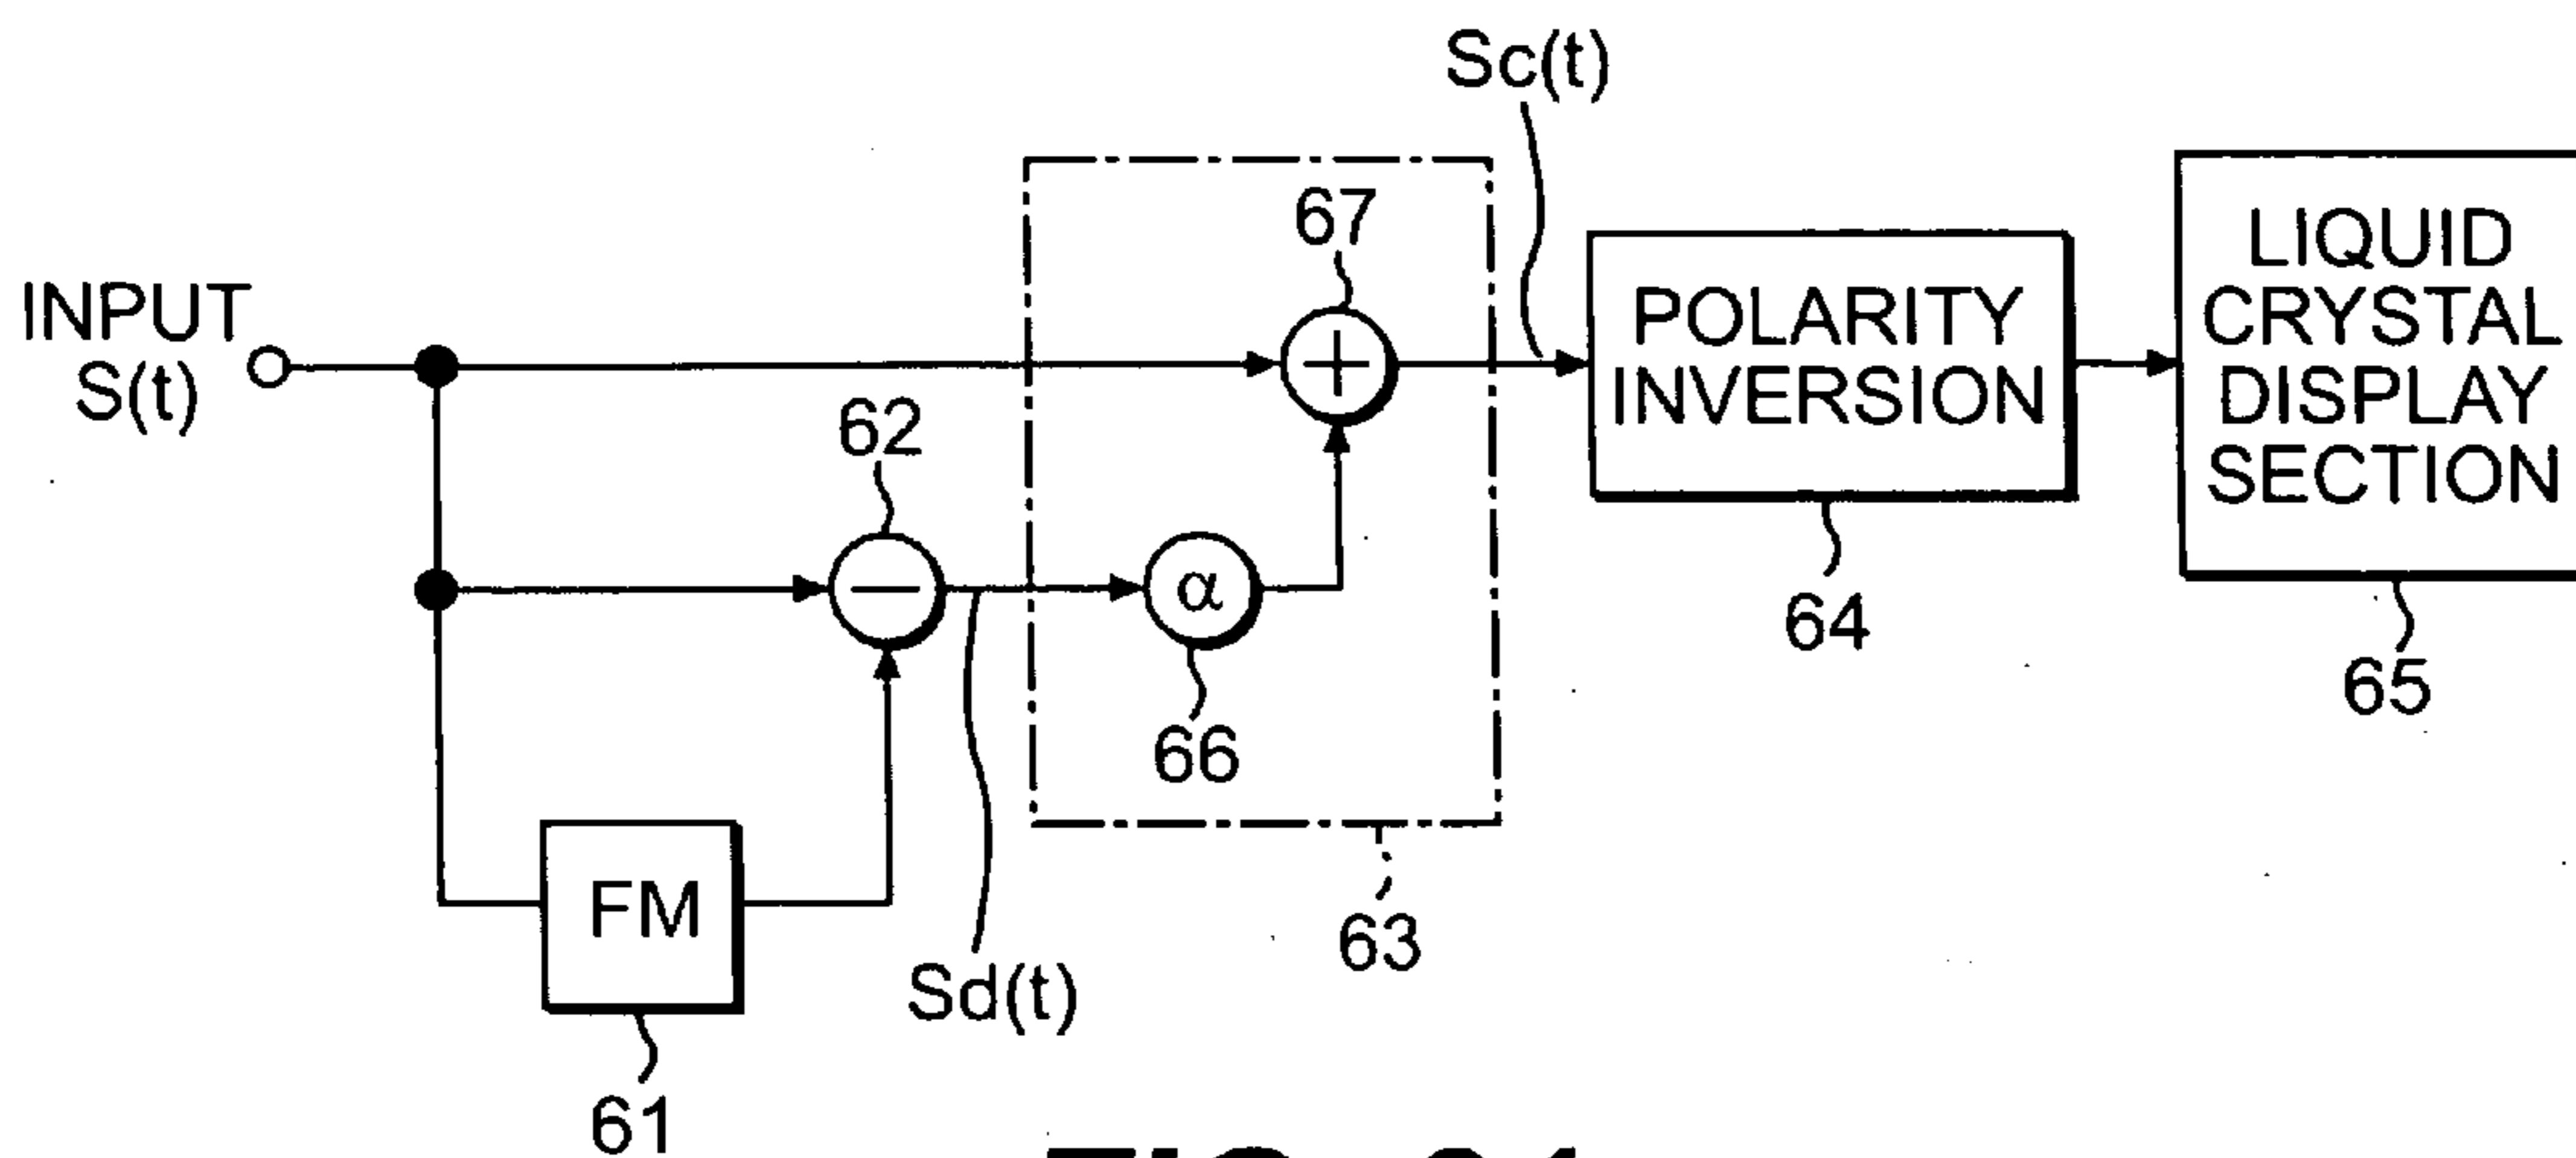 Sc(t)
67
INPUT
S(t)
62
POLARITY
INVERSION
LIQUID
CRYSTAL
DISPLAY
SECTION
α
66
64
65
FM
63
Sd(t)
61